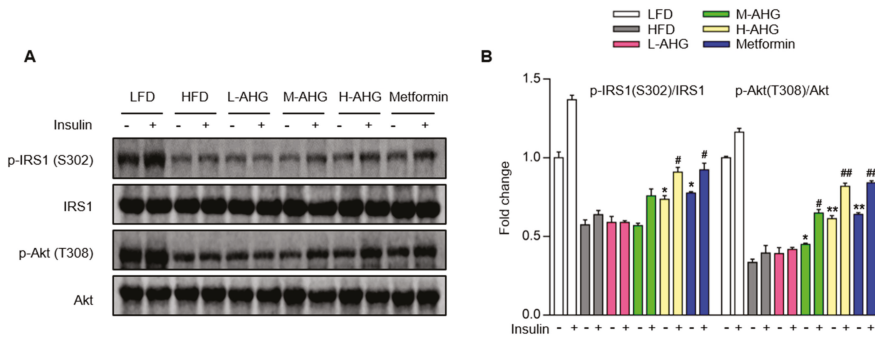 A
LFD HFD L-AHG M-AHG H-AHG Metformin
Insulin - + - + - + - + - + - +
p-IRS1 (S302)
IRS1
p-Akt (T308)
Akt
B
LFD M-AHG
HFD H-AHG
L-AHG Metformin
p-IRS1(S302)/IRS1 p-Akt(T308)/Akt
Fold change
1.5
1.0
0.5
0.0
* # * # * # ** ## ** ##
Insulin - + - + - + - + - + - + - + - + - + - + - + - +